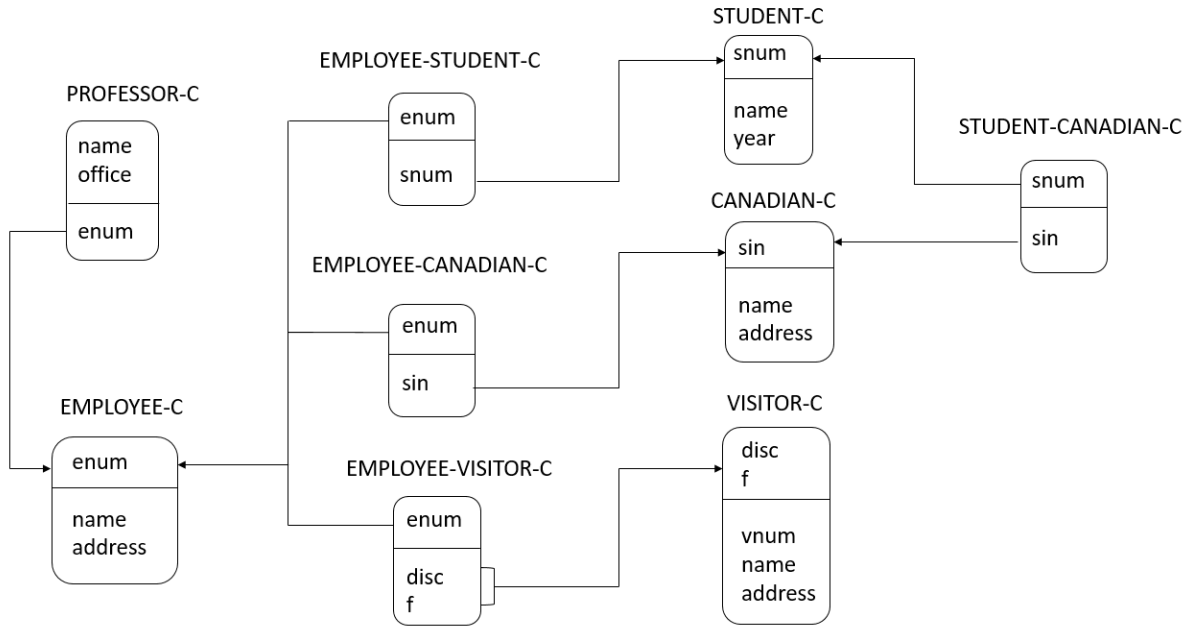 STUDENT-C
snum
name
year
EMPLOYEE-STUDENT-C
enum
snum
PROFESSOR-C
name
office
enum
STUDENT-CANADIAN-C
snum
sin
CANADIAN-C
sin
name
address
EMPLOYEE-CANADIAN-C
enum
sin
EMPLOYEE-C
enum
name
address
EMPLOYEE-VISITOR-C
enum
disc
f
VISITOR-C
disc
f
vnum
name
address